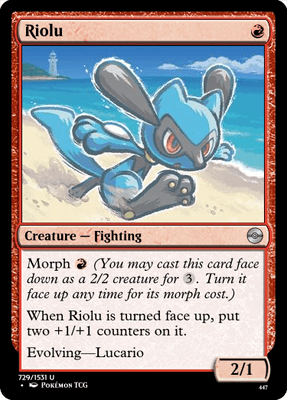 Riolu
Creature — Fighting
Morph (You may cast this card face
down as a 2/2 creature for 3. Turn it
face up any time for its morph cost.)
When Riolu is turned face up, put
two +1/+1 counters on it.
Evolving—Lucario
2/1
729/1531 U
• Pokémon TCG
447